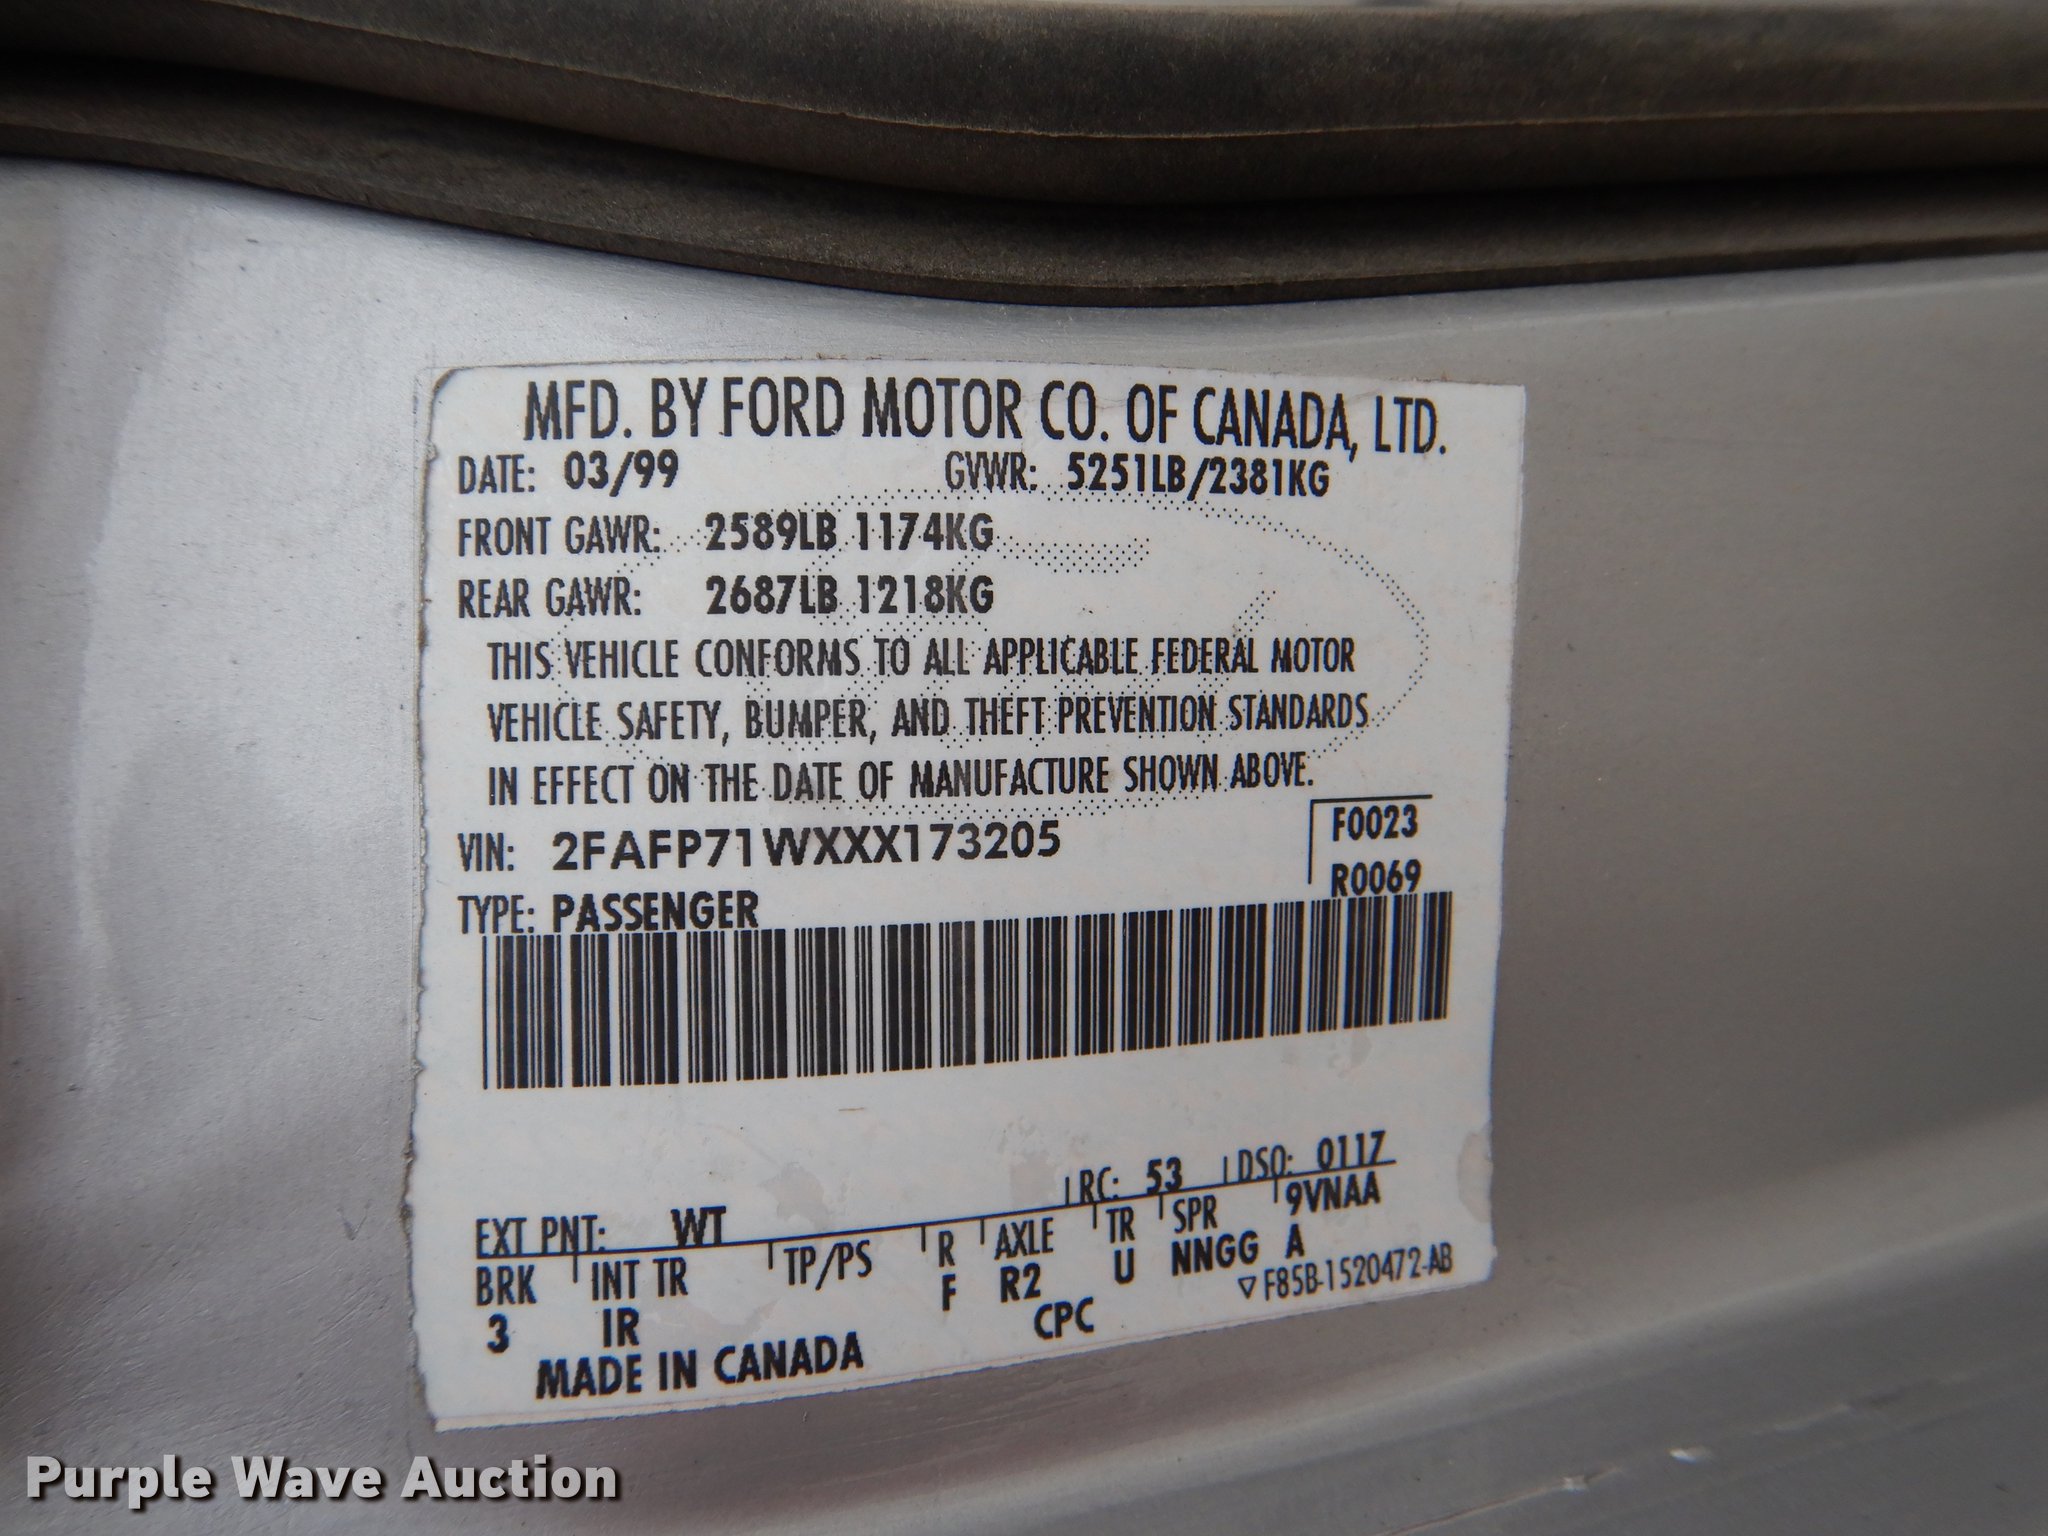 MFD. BY FORD MOTOR CO. OF CANADA, LTD.
DATE: 03/99 GVWR: 5251LB/2381KG
FRONT GAWR: 2589LB 1174KG
REAR GAWR: 2687LB 1218KG
THIS VEHICLE CONFORMS TO ALL APPLICABLE FEDERAL MOTOR
VEHICLE SAFETY, BUMPER, AND THEFT PREVENTION STANDARDS
IN EFFECT ON THE DATE OF MANUFACTURE SHOWN ABOVE.
VIN: 2FAFP71WXXX173205 F0023
R0069
TYPE: PASSENGER
EXT PNT: WT RC: 53 DSO: 0117
BRK INT TR TP/PS R AXLE TR SPR 9VNAA
3 IR F R2 U NNGG A
CPC ▽F85B-1520472-AB
MADE IN CANADA
Purple Wave Auction